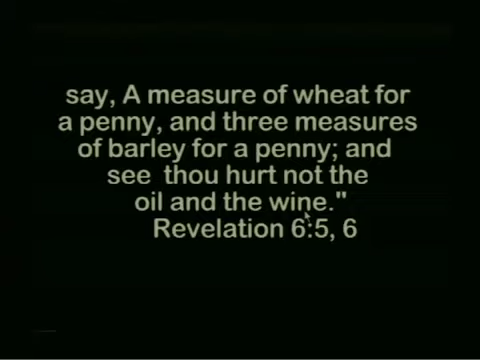 say, A measure of wheat for
a penny, and three measures
of barley for a penny; and
see thou hurt not the
oil and the wine."
Revelation 6:5, 6